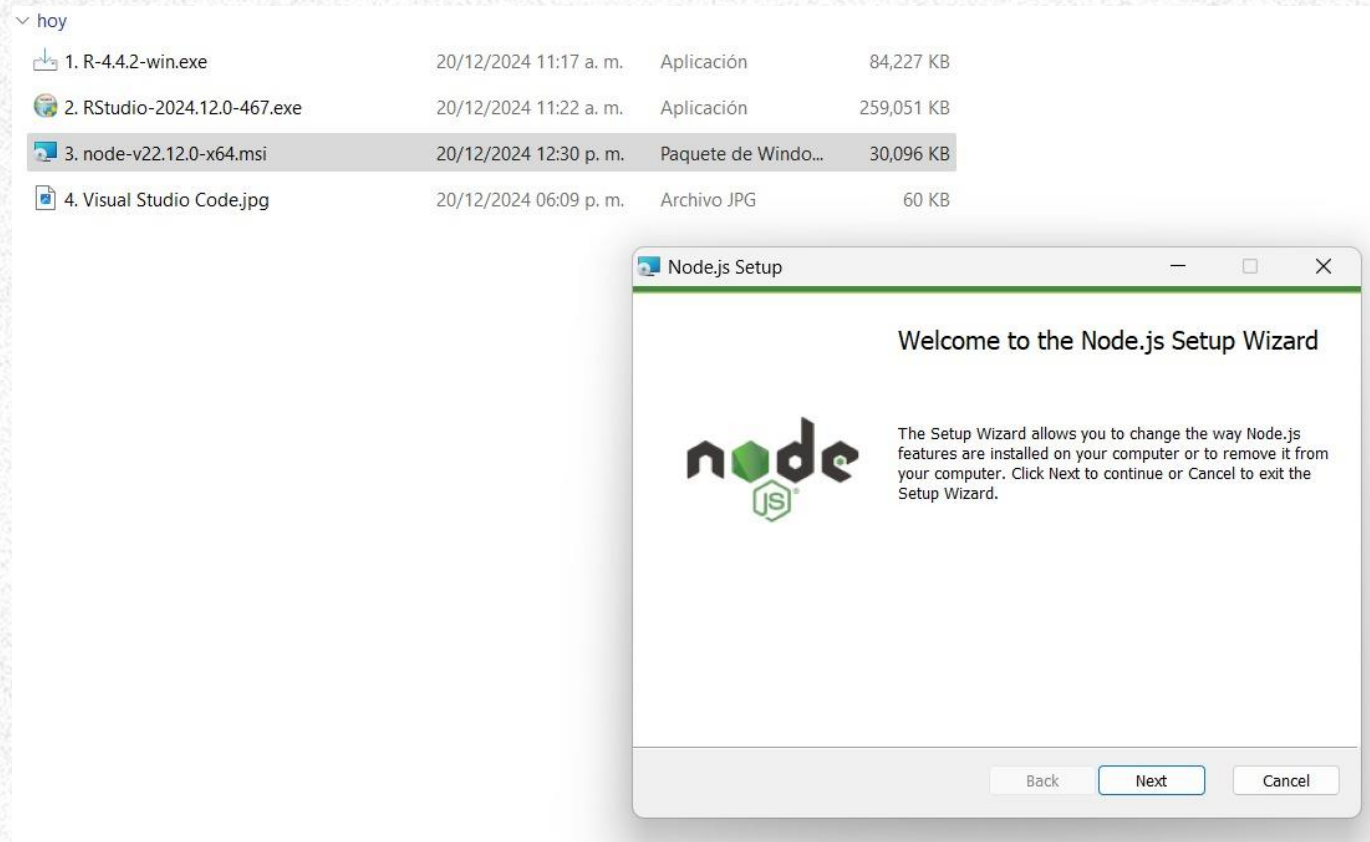 hoy
1. R-4.4.2-win.exe 20/12/2024 11:17 a. m. Aplicación 84,227 KB
2. RStudio-2024.12.0-467.exe 20/12/2024 11:22 a. m. Aplicación 259,051 KB
3. node-v22.12.0-x64.msi 20/12/2024 12:30 p. m. Paquete de Windo... 30,096 KB
4. Visual Studio Code.jpg 20/12/2024 06:09 p. m. Archivo JPG 60 KB
Node.js Setup
Welcome to the Node.js Setup Wizard
node
JS
The Setup Wizard allows you to change the way Node.js
features are installed on your computer or to remove it from
your computer. Click Next to continue or Cancel to exit the
Setup Wizard.
Back Next Cancel